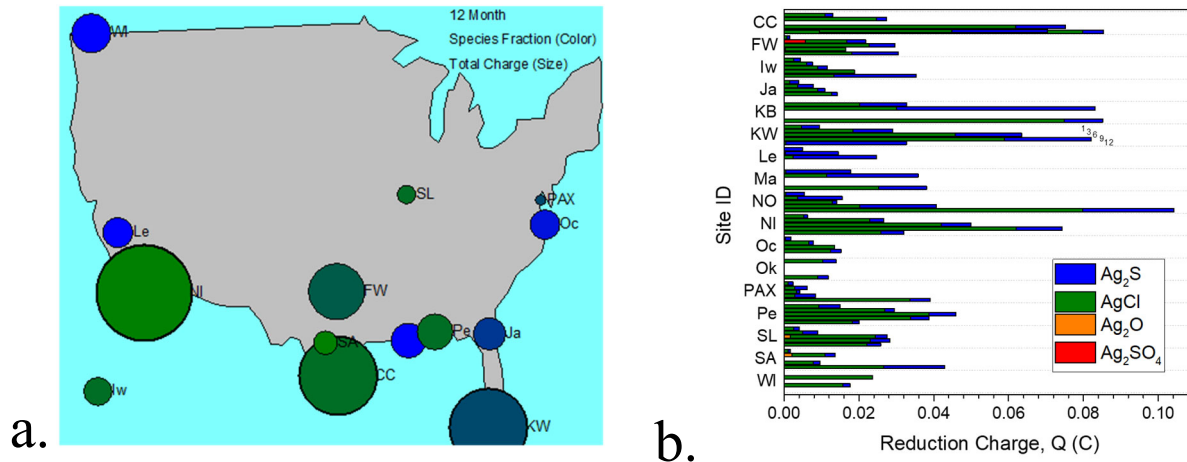 12 Month
Species Fraction (Color)
Total Charge (Size)
WI
SL
PAX
Oc
Le
NI
FW
Pe
Ja
SA
CC
Iw
KW
a.
Site ID
CC
FW
Iw
Ja
KB
KW
Le
Ma
NO
NI
Oc
Ok
PAX
Pe
SL
SA
WI
1 3 6 9 12
Ag2S
AgCl
Ag2O
Ag2SO4
0.00 0.02 0.04 0.06 0.08 0.10
Reduction Charge, Q (C)
b.